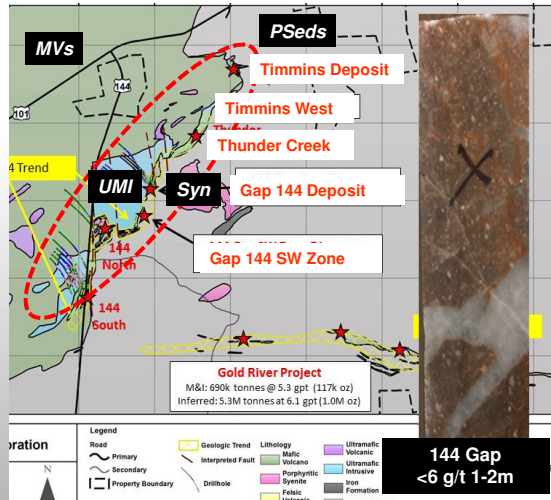 MVs
PSeds
144
101
Timmins Deposit
Timmins West
Thunder
Thunder Creek
4 Trend
UMI
Syn
Gap 144 Deposit
144
North
Gap 144 SW Zone
144
South
Gold River Project
M&I: 690k tonnes @ 5.3 gpt (117k oz)
Inferred: 5.3M tonnes at 6.1 gpt (1.0M oz)
X
oration
N
Legend
Road
Primary
Secondary
Property Boundary
Geologic Trend
Interpreted Fault
Drillhole
Lithology
Mafic
Volcano
Porphyritic
Syenite
Felsic
Ultramafic
Volcanic
Ultramafic
Intrusive
Iron
Formation
144 Gap
<6 g/t 1-2m